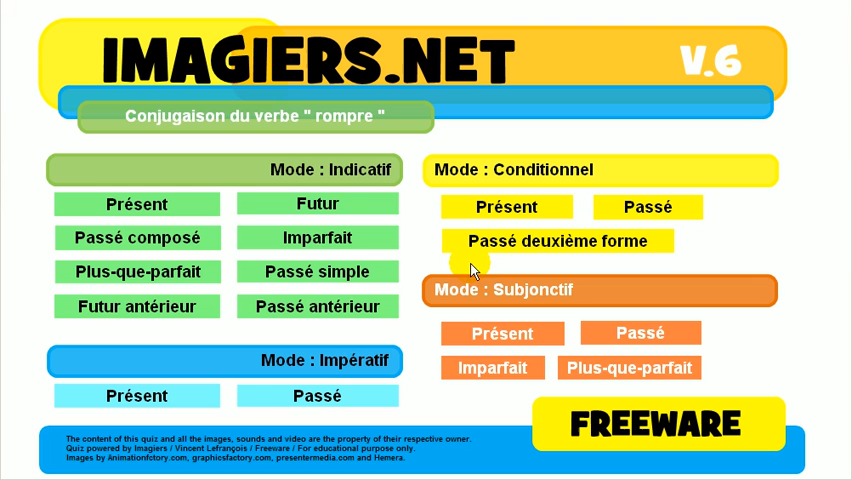 IMAGIERS.NET
V.6
Conjugaison du verbe " rompre "
Mode : Indicatif
Présent
Futur
Passé composé
Imparfait
Plus-que-parfait
Passé simple
Futur antérieur
Passé antérieur
Mode : Impératif
Présent
Passé
Mode : Conditionnel
Présent
Passé
Passé deuxième forme
Mode : Subjonctif
Présent
Passé
Imparfait
Plus-que-parfait
FREEWARE
The content of this quiz and all the images, sounds and video are the property of their respective owner.
Quiz powered by Imagiers / Vincent Lefrançois / Freeware / For educational purpose only.
Images by Animationfctory.com, graphicsfactory.com, presentermedia.com and Hemera.